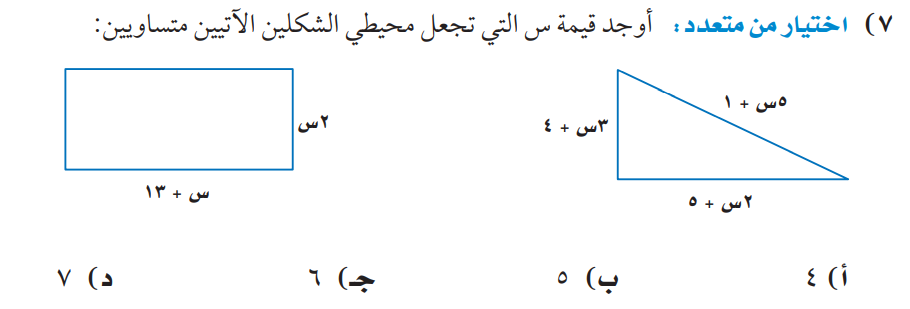 ٧) اختيار من متعدد: أوجد قيمة س التي تجعل محيطي الشكلين الآتيين متساويين:
٥س + ١
٣س + ٤
٢س + ٥
٢س
س + ١٣
أ) ٤ ب) ٥ جـ) ٦ د) ٧